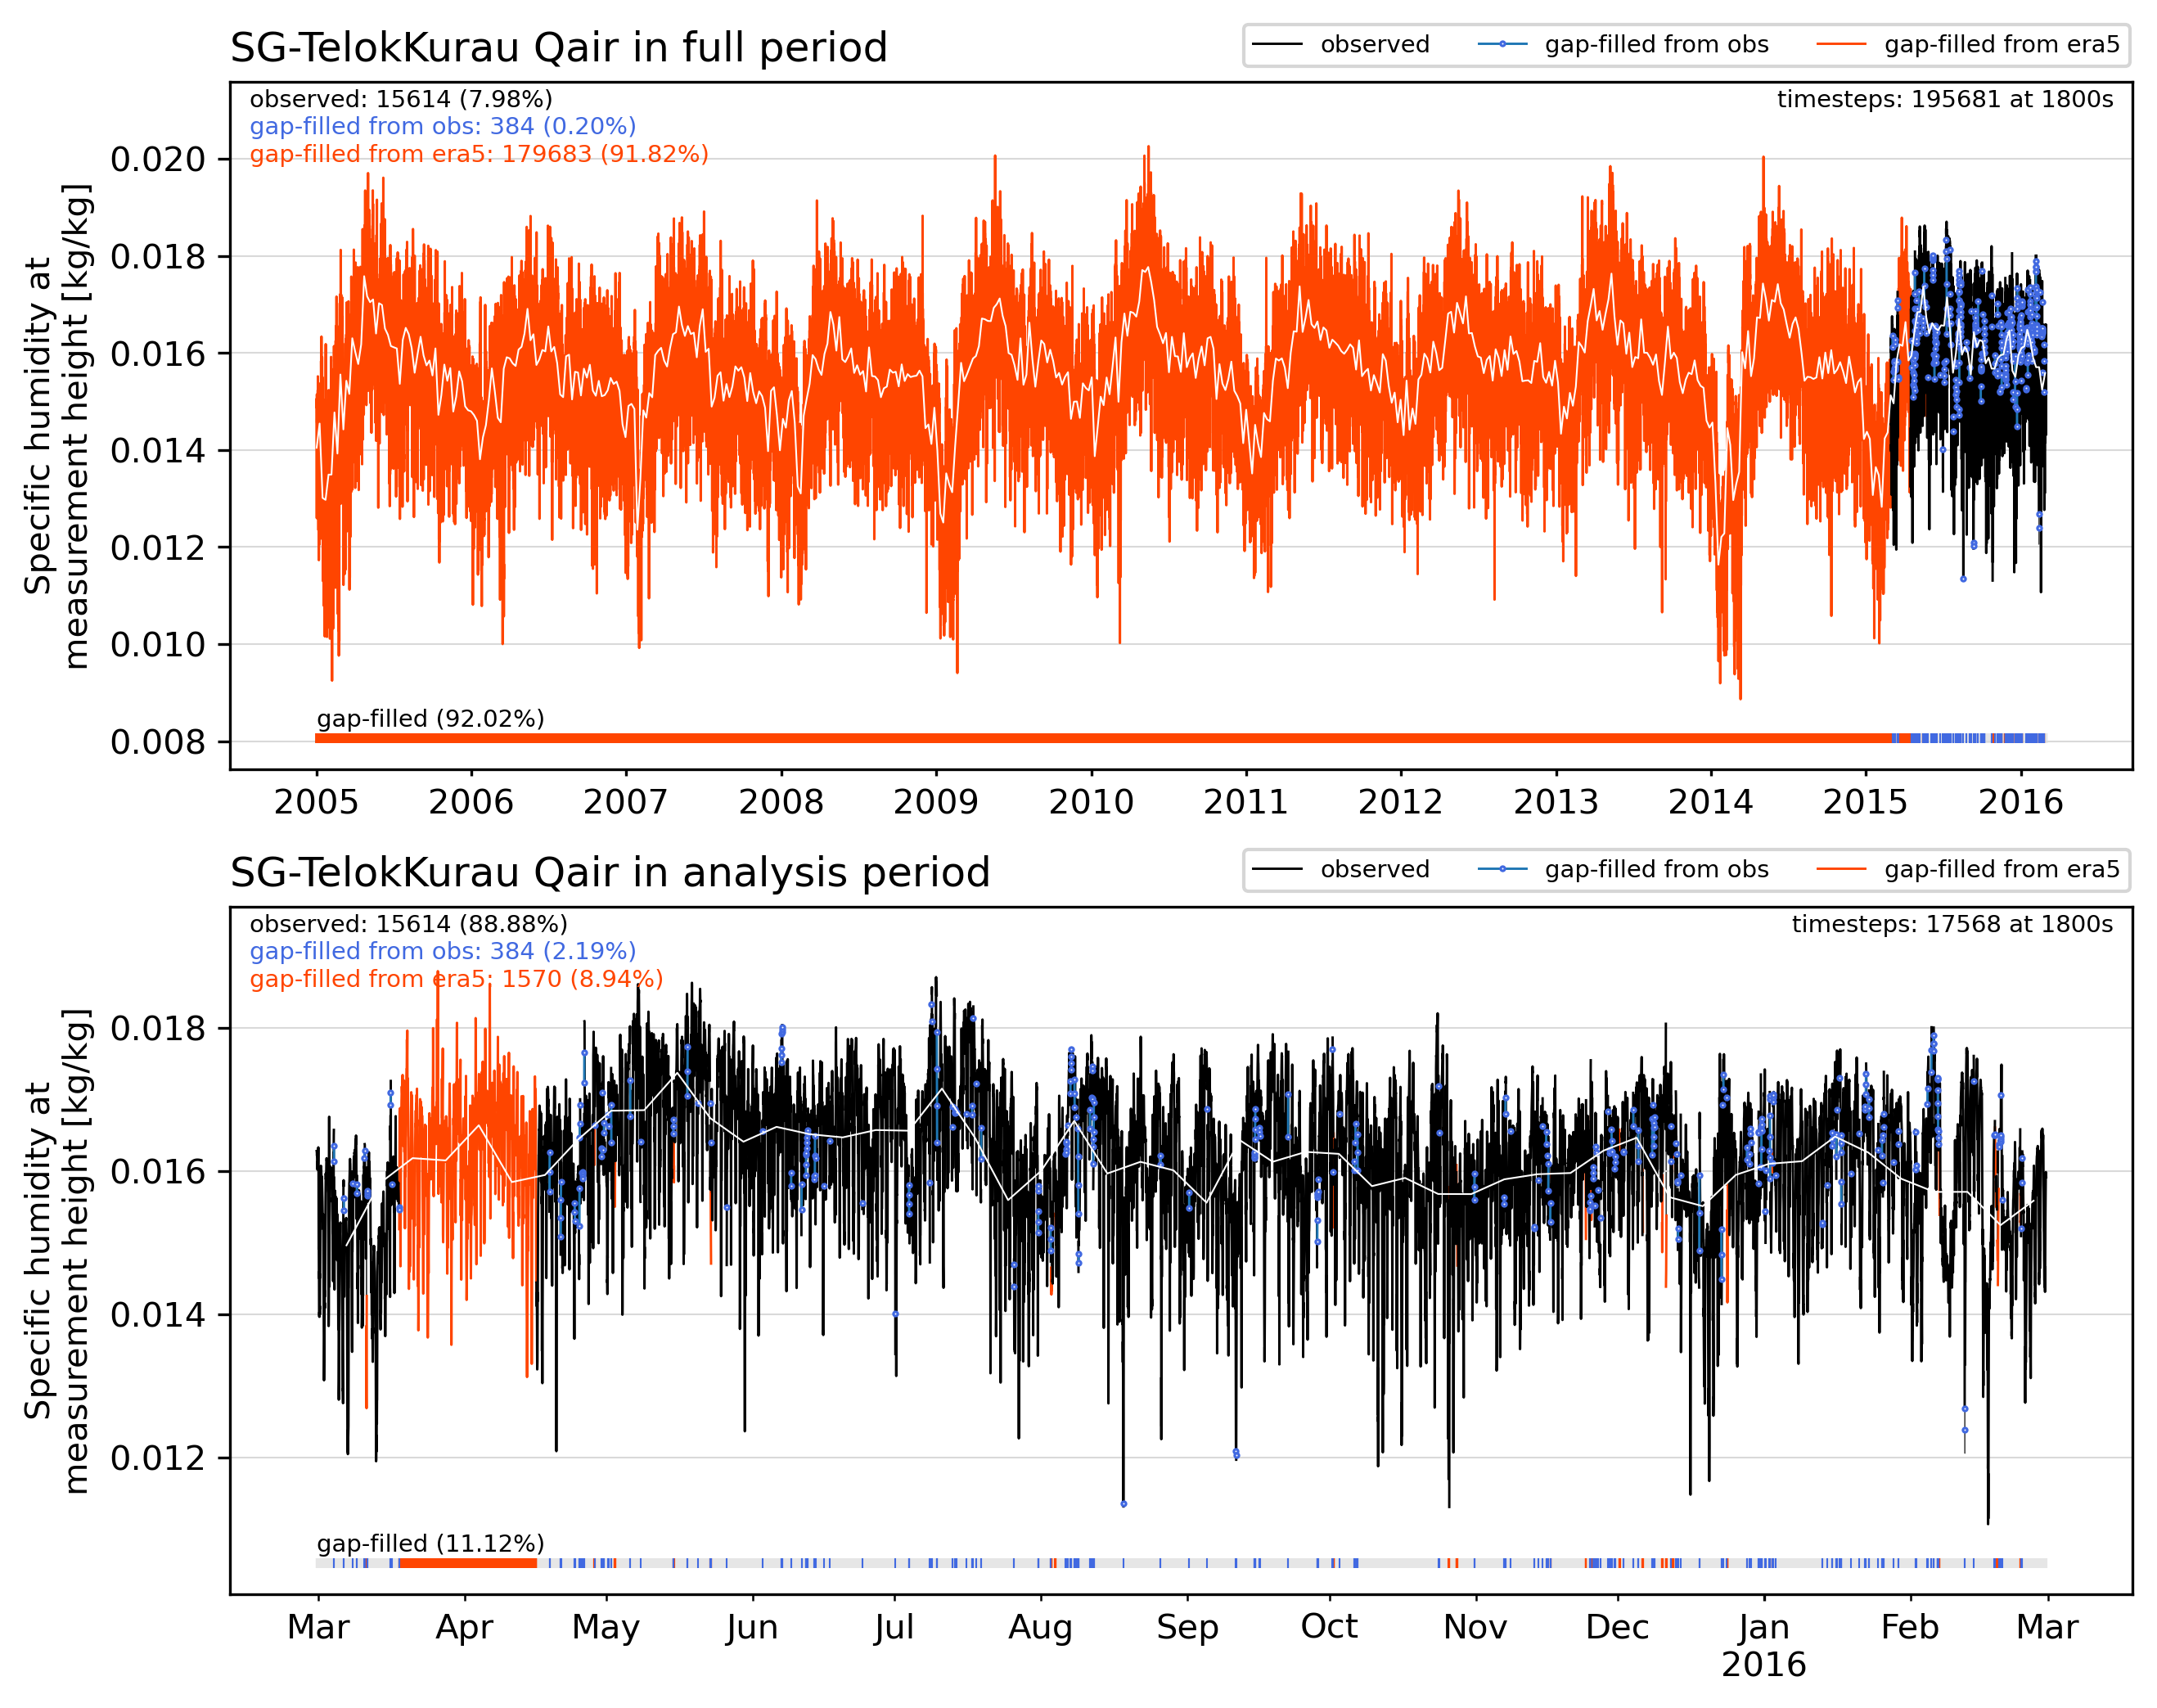 SG-TelokKurau Qair in full period
observed gap-filled from obs gap-filled from era5
observed: 15614 (7.98%)
timesteps: 195681 at 1800s
gap-filled from obs: 384 (0.20%)
gap-filled from era5: 179683 (91.82%)
0.020
0.018
0.016
0.014
0.012
0.010
0.008
Specific humidity at
measurement height [kg/kg]
gap-filled (92.02%)
2005 2006 2007 2008 2009 2010 2011 2012 2013 2014 2015 2016
SG-TelokKurau Qair in analysis period
observed gap-filled from obs gap-filled from era5
observed: 15614 (88.88%)
timesteps: 17568 at 1800s
gap-filled from obs: 384 (2.19%)
gap-filled from era5: 1570 (8.94%)
0.018
0.016
0.014
0.012
Specific humidity at
measurement height [kg/kg]
gap-filled (11.12%)
Mar Apr May Jun Jul Aug Sep Oct Nov Dec Jan Feb Mar
2016